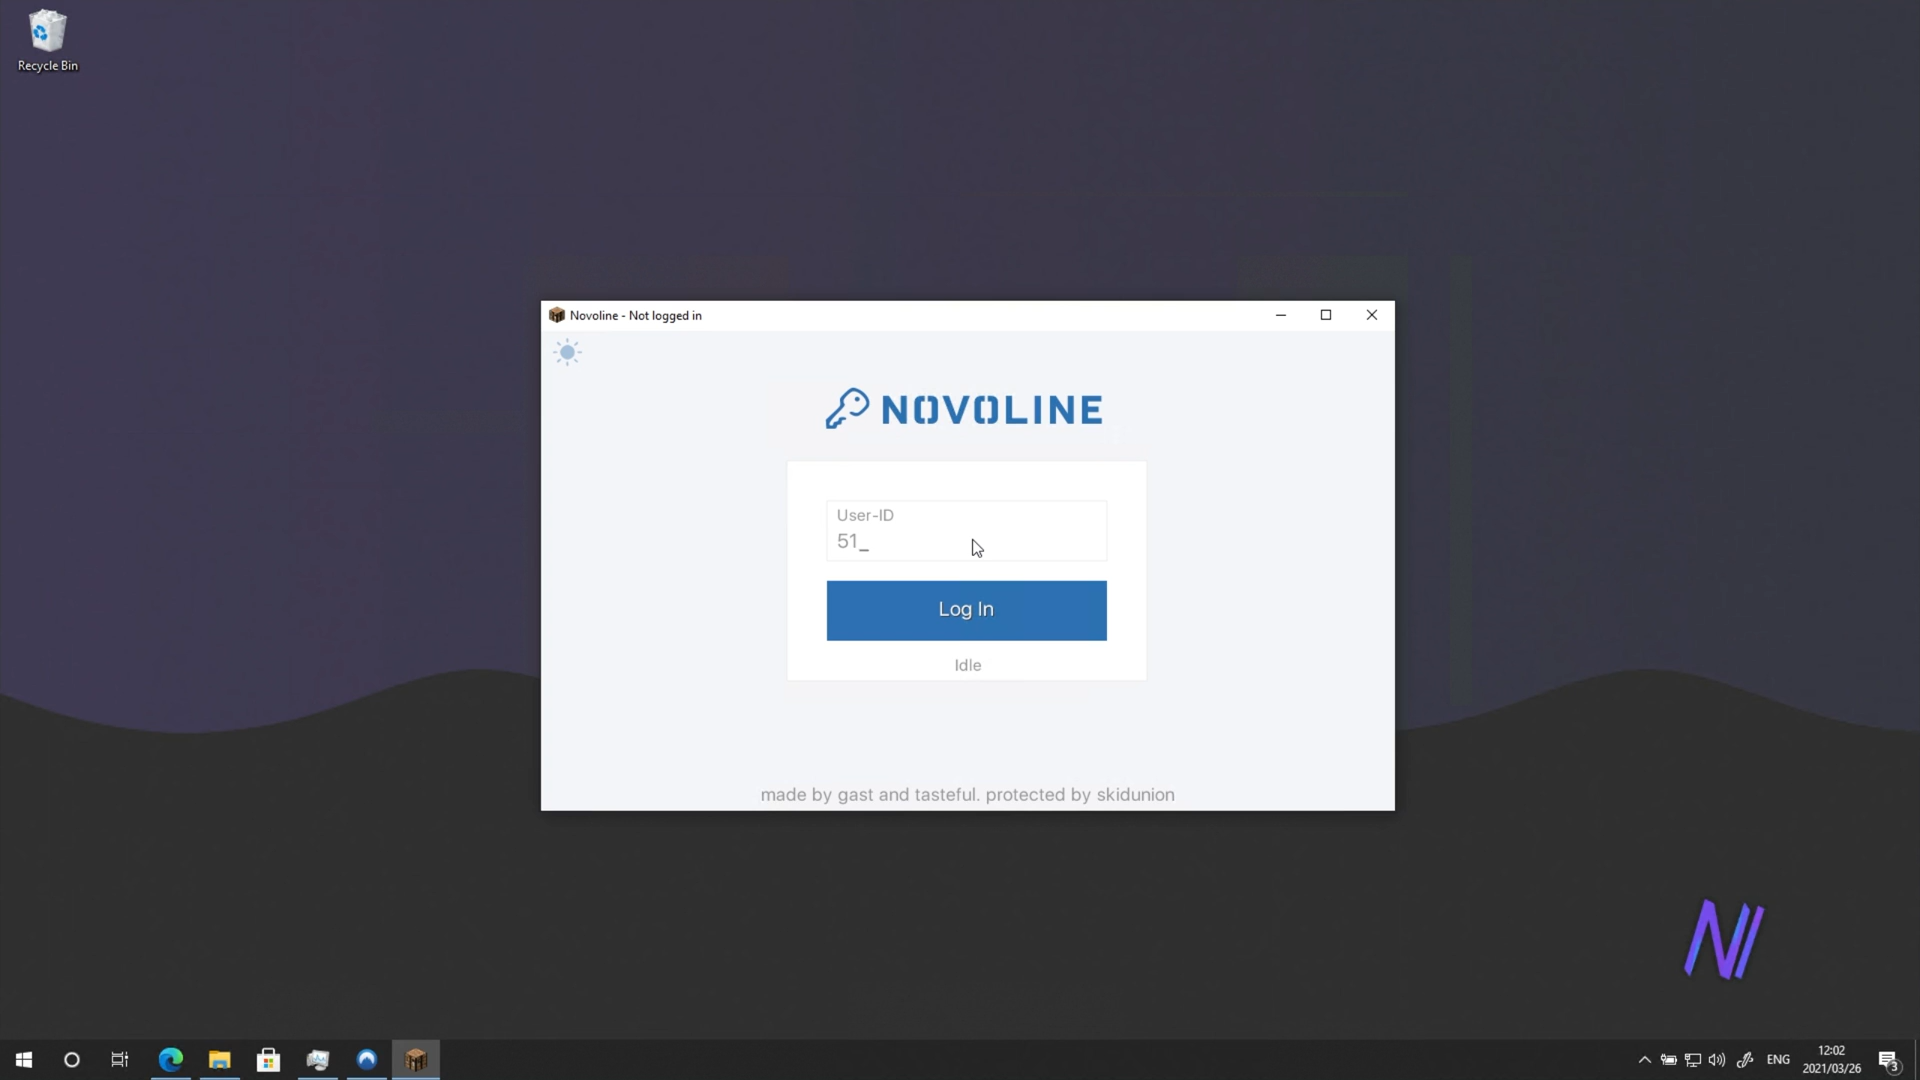 Recycle Bin
Novoline - Not logged in
NOVOLINE
User-ID
51_
Log In
Idle
made by gast and tasteful. protected by skidunion
ENG
12:02
2021/03/26
3